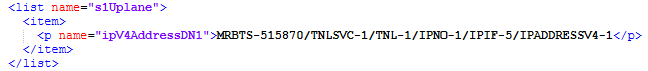 <list name="s1Uplane">
<item>
<p name="ipV4AddressDN1">MRBTS-515870/TNLSVC-1/TNL-1/IPNO-1/IPIF-5/IPADDRESSV4-1</p>
</item>
</list>